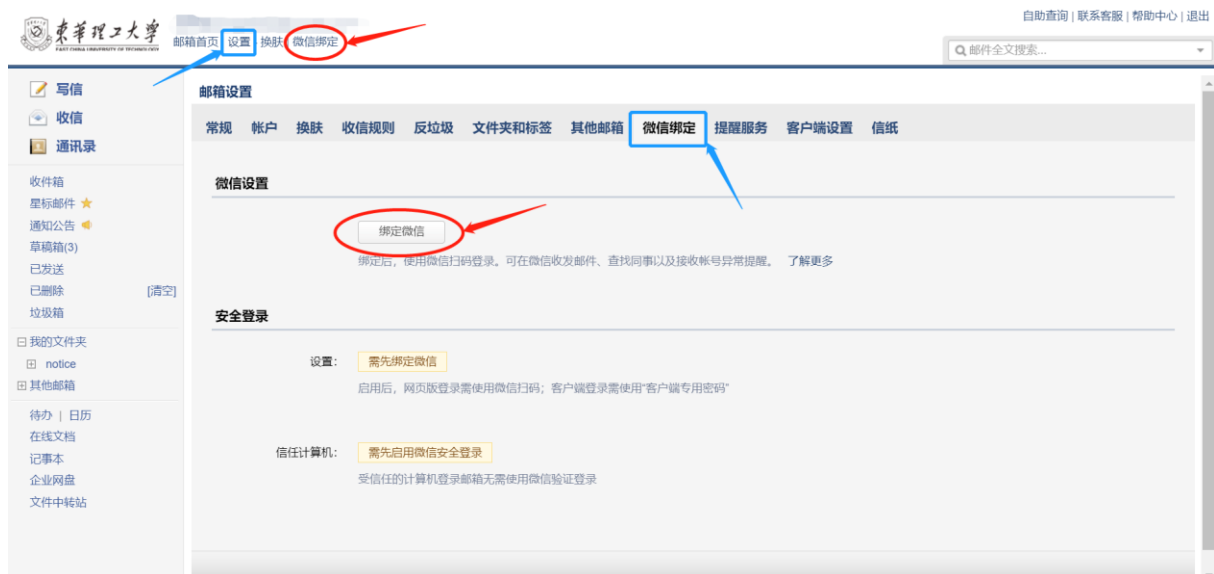 自助查询 | 联系客服 | 帮助中心 | 退出
東華理工大學
EAST CHINA UNIVERSITY OF TECHNOLOGY
邮箱首页 设置 换肤 微信绑定
邮件全文搜索...
写信
收信
通讯录
收件箱
星标邮件
通知公告
草稿箱(3)
已发送
已删除 [清空]
垃圾箱
我的文件夹
notice
其他邮箱
待办 | 日历
在线文档
记事本
企业网盘
文件中转站
邮箱设置
常规 帐户 换肤 收信规则 反垃圾 文件夹和标签 其他邮箱 微信绑定 提醒服务 客户端设置 信纸
微信设置
绑定微信
绑定后，使用微信扫码登录。可在微信收发邮件、查找同事以及接收帐号异常提醒。 了解更多
安全登录
设置： 需先绑定微信
启用后，网页版登录需使用微信扫码；客户端登录需使用“客户端专用密码”
信任计算机： 需先启用微信安全登录
受信任的计算机登录邮箱无需使用微信验证登录